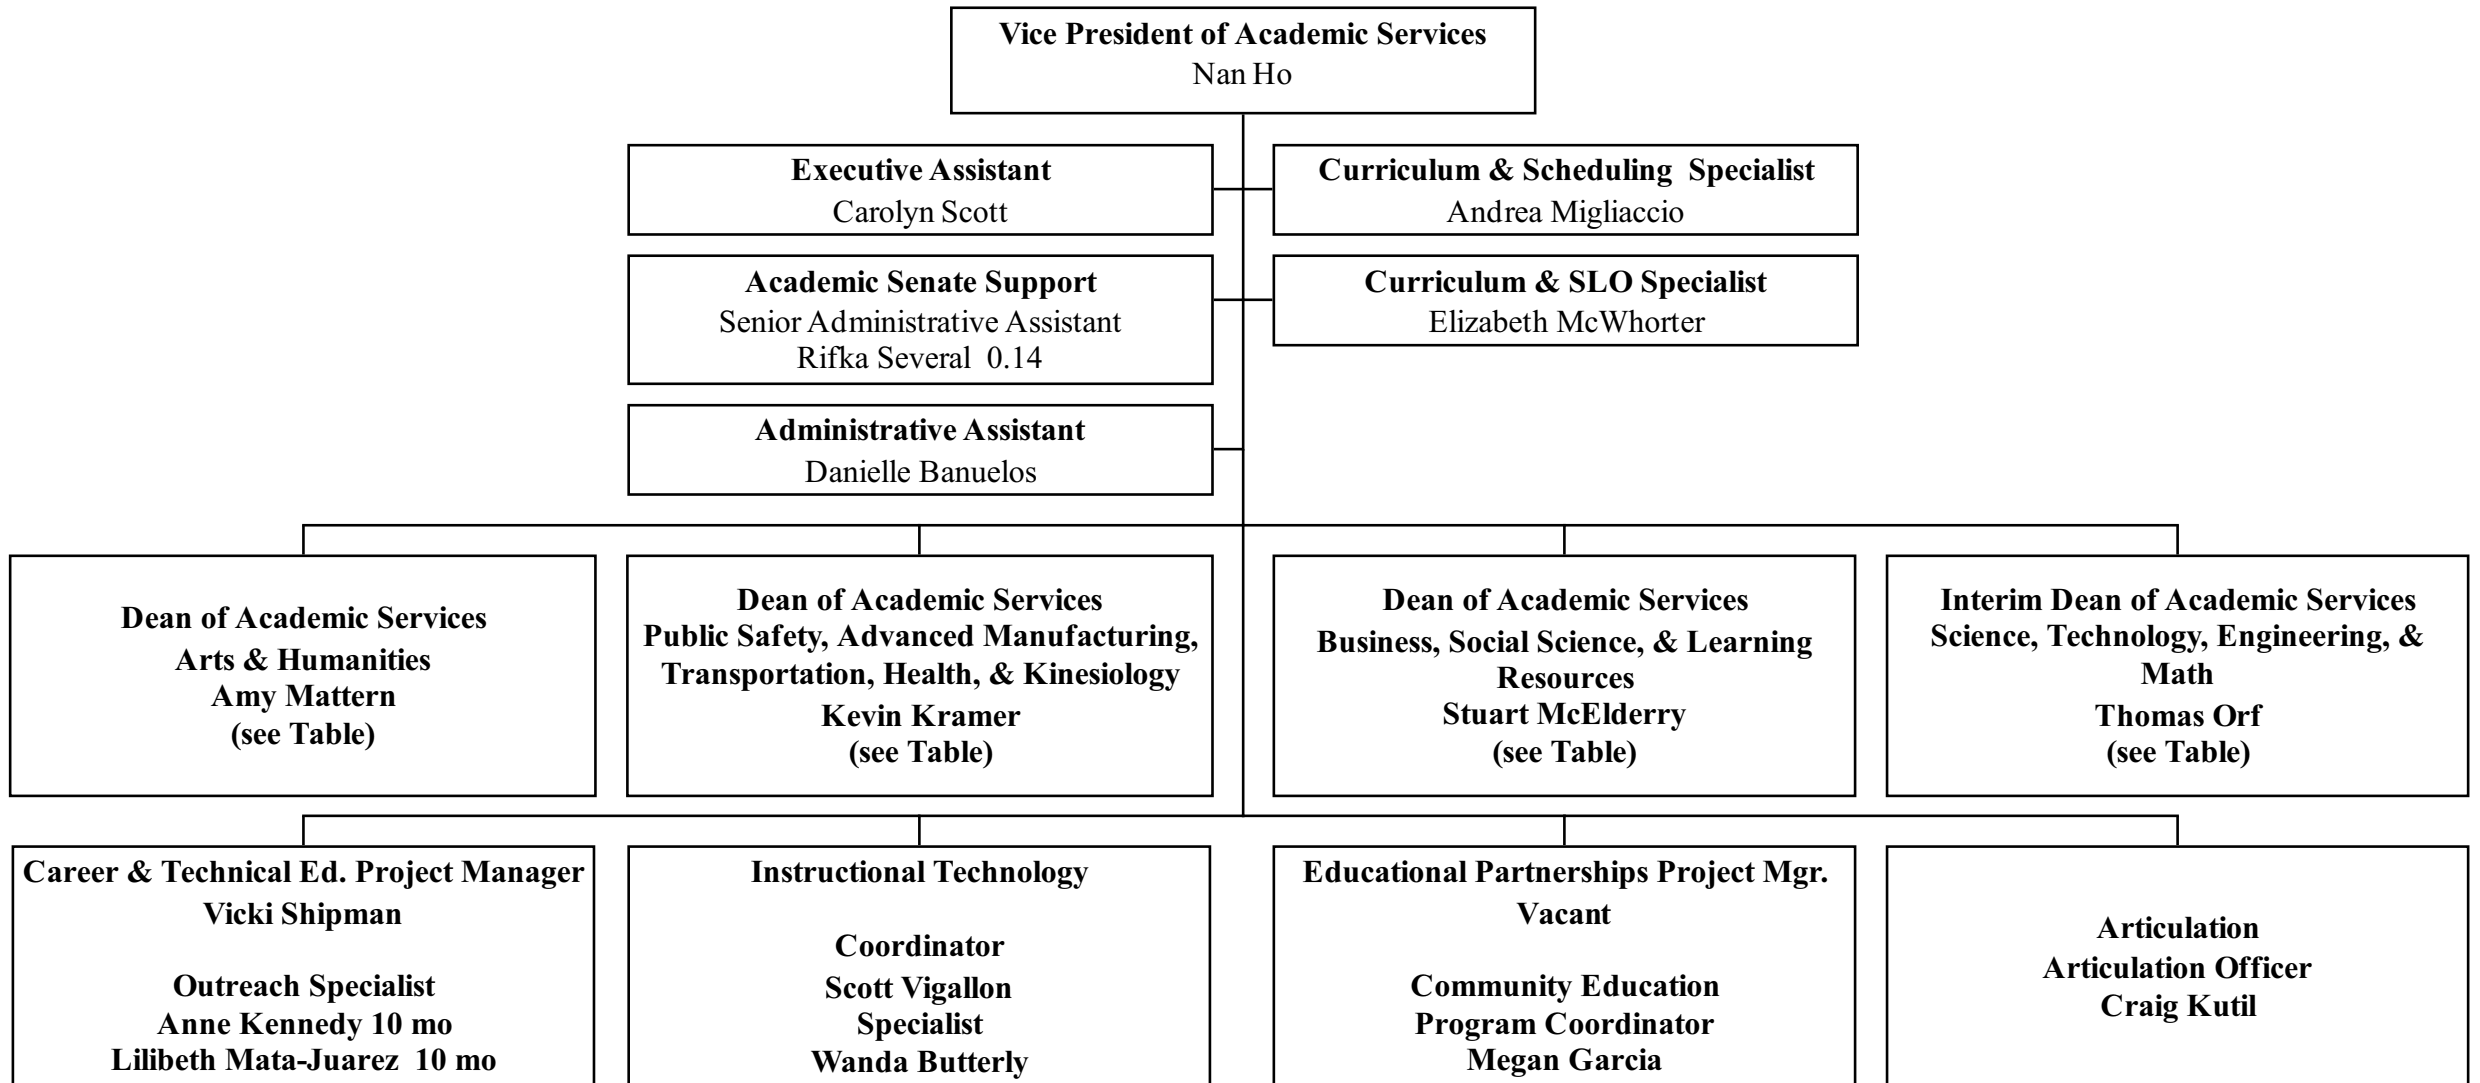 Vice President of Academic Services
Nan Ho
Executive Assistant
Carolyn Scott
Curriculum & Scheduling Specialist
Andrea Migliaccio
Academic Senate Support
Senior Administrative Assistant
Rifka Several 0.14
Curriculum & SLO Specialist
Elizabeth McWhorter
Administrative Assistant
Danielle Banuelos
Dean of Academic Services
Arts & Humanities
Amy Mattern
(see Table)
Dean of Academic Services
Public Safety, Advanced Manufacturing,
Transportation, Health, & Kinesiology
Kevin Kramer
(see Table)
Dean of Academic Services
Business, Social Science, & Learning
Resources
Stuart McElderry
(see Table)
Interim Dean of Academic Services
Science, Technology, Engineering, &
Math
Thomas Orf
(see Table)
Career & Technical Ed. Project Manager
Vicki Shipman
Outreach Specialist
Anne Kennedy 10 mo
Lilibeth Mata-Juarez 10 mo
Instructional Technology
Coordinator
Scott Vigallon
Specialist
Wanda Butterly
Educational Partnerships Project Mgr.
Vacant
Community Education
Program Coordinator
Megan Garcia
Articulation
Articulation Officer
Craig Kutil